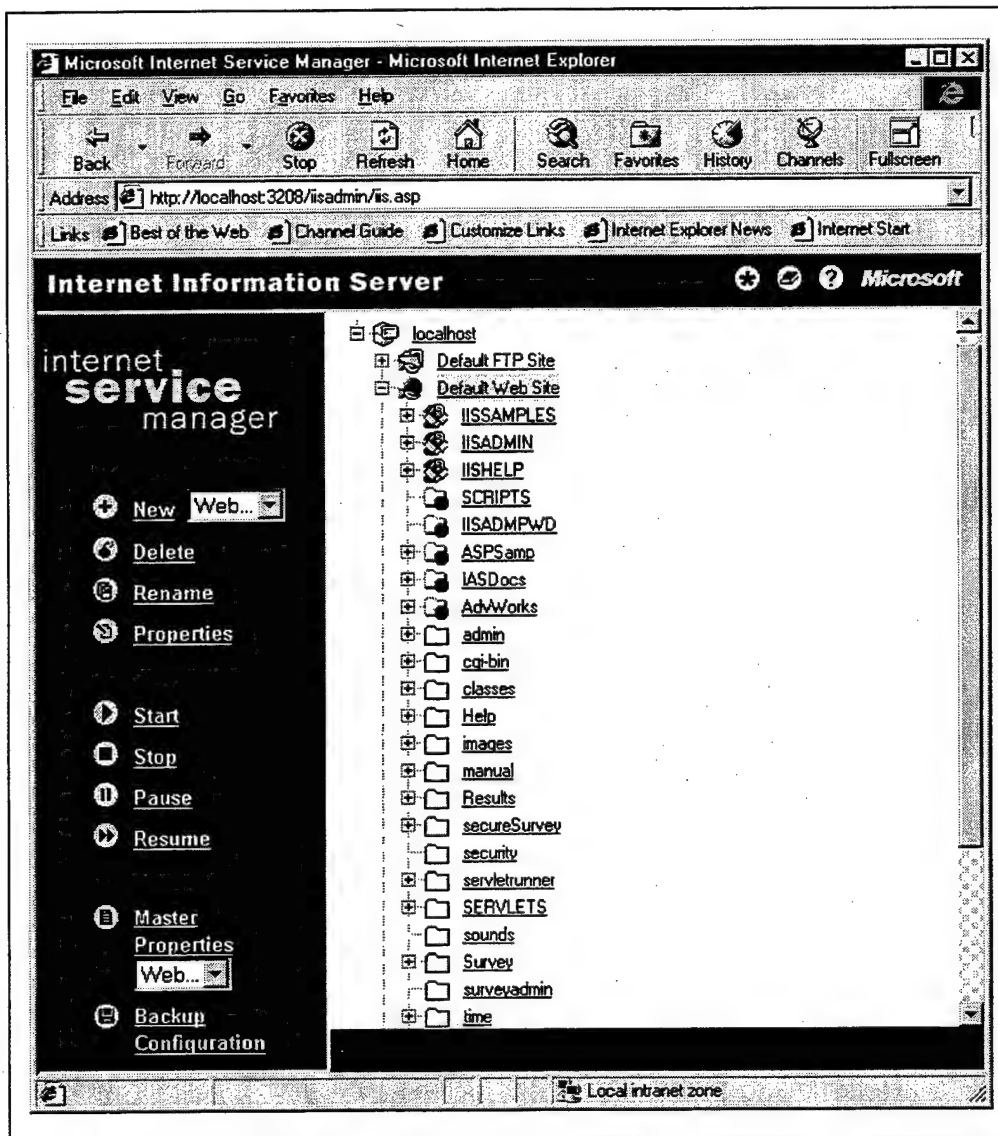 Microsoft Internet Service Manager - Microsoft Internet Explorer
File Edit View Go Favorites Help
Back Forward Stop Refresh Home Search Favorites History Channels Fullscreen
Address http://localhost:3208/iisadmin/iis.asp
Links Best of the Web Channel Guide Customize Links Internet Explorer News Internet Start
Internet Information Server Microsoft
internet
service
manager
New Web...
Delete
Rename
Properties
Start
Stop
Pause
Resume
Master
Properties
Web...
Backup
Configuration
localhost
Default FTP Site
Default Web Site
IISSAMPLES
IISADMIN
IISHELP
SCRIPTS
IISADMPWD
ASPSamp
IASDocs
AdvWorks
admin
cgi-bin
classes
Help
images
manual
Results
secureSurvey
security
servletrunner
SERVLETS
sounds
Survey
surveyadmin
time
Local intranet zone